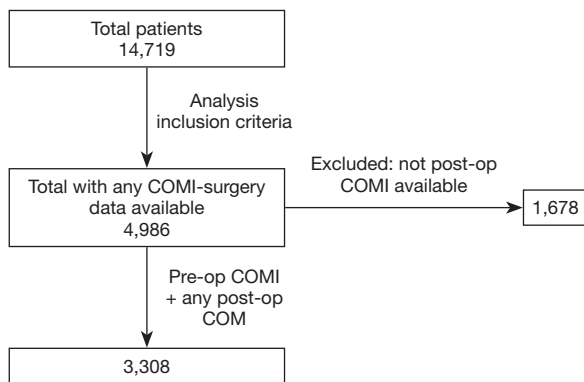 Total patients
14,719
Analysis
inclusion criteria
Excluded: not post-op
COMI available
Total with any COMI-surgery
data available
4,986
1,678
Pre-op COMI
+ any post-op
COM
3,308